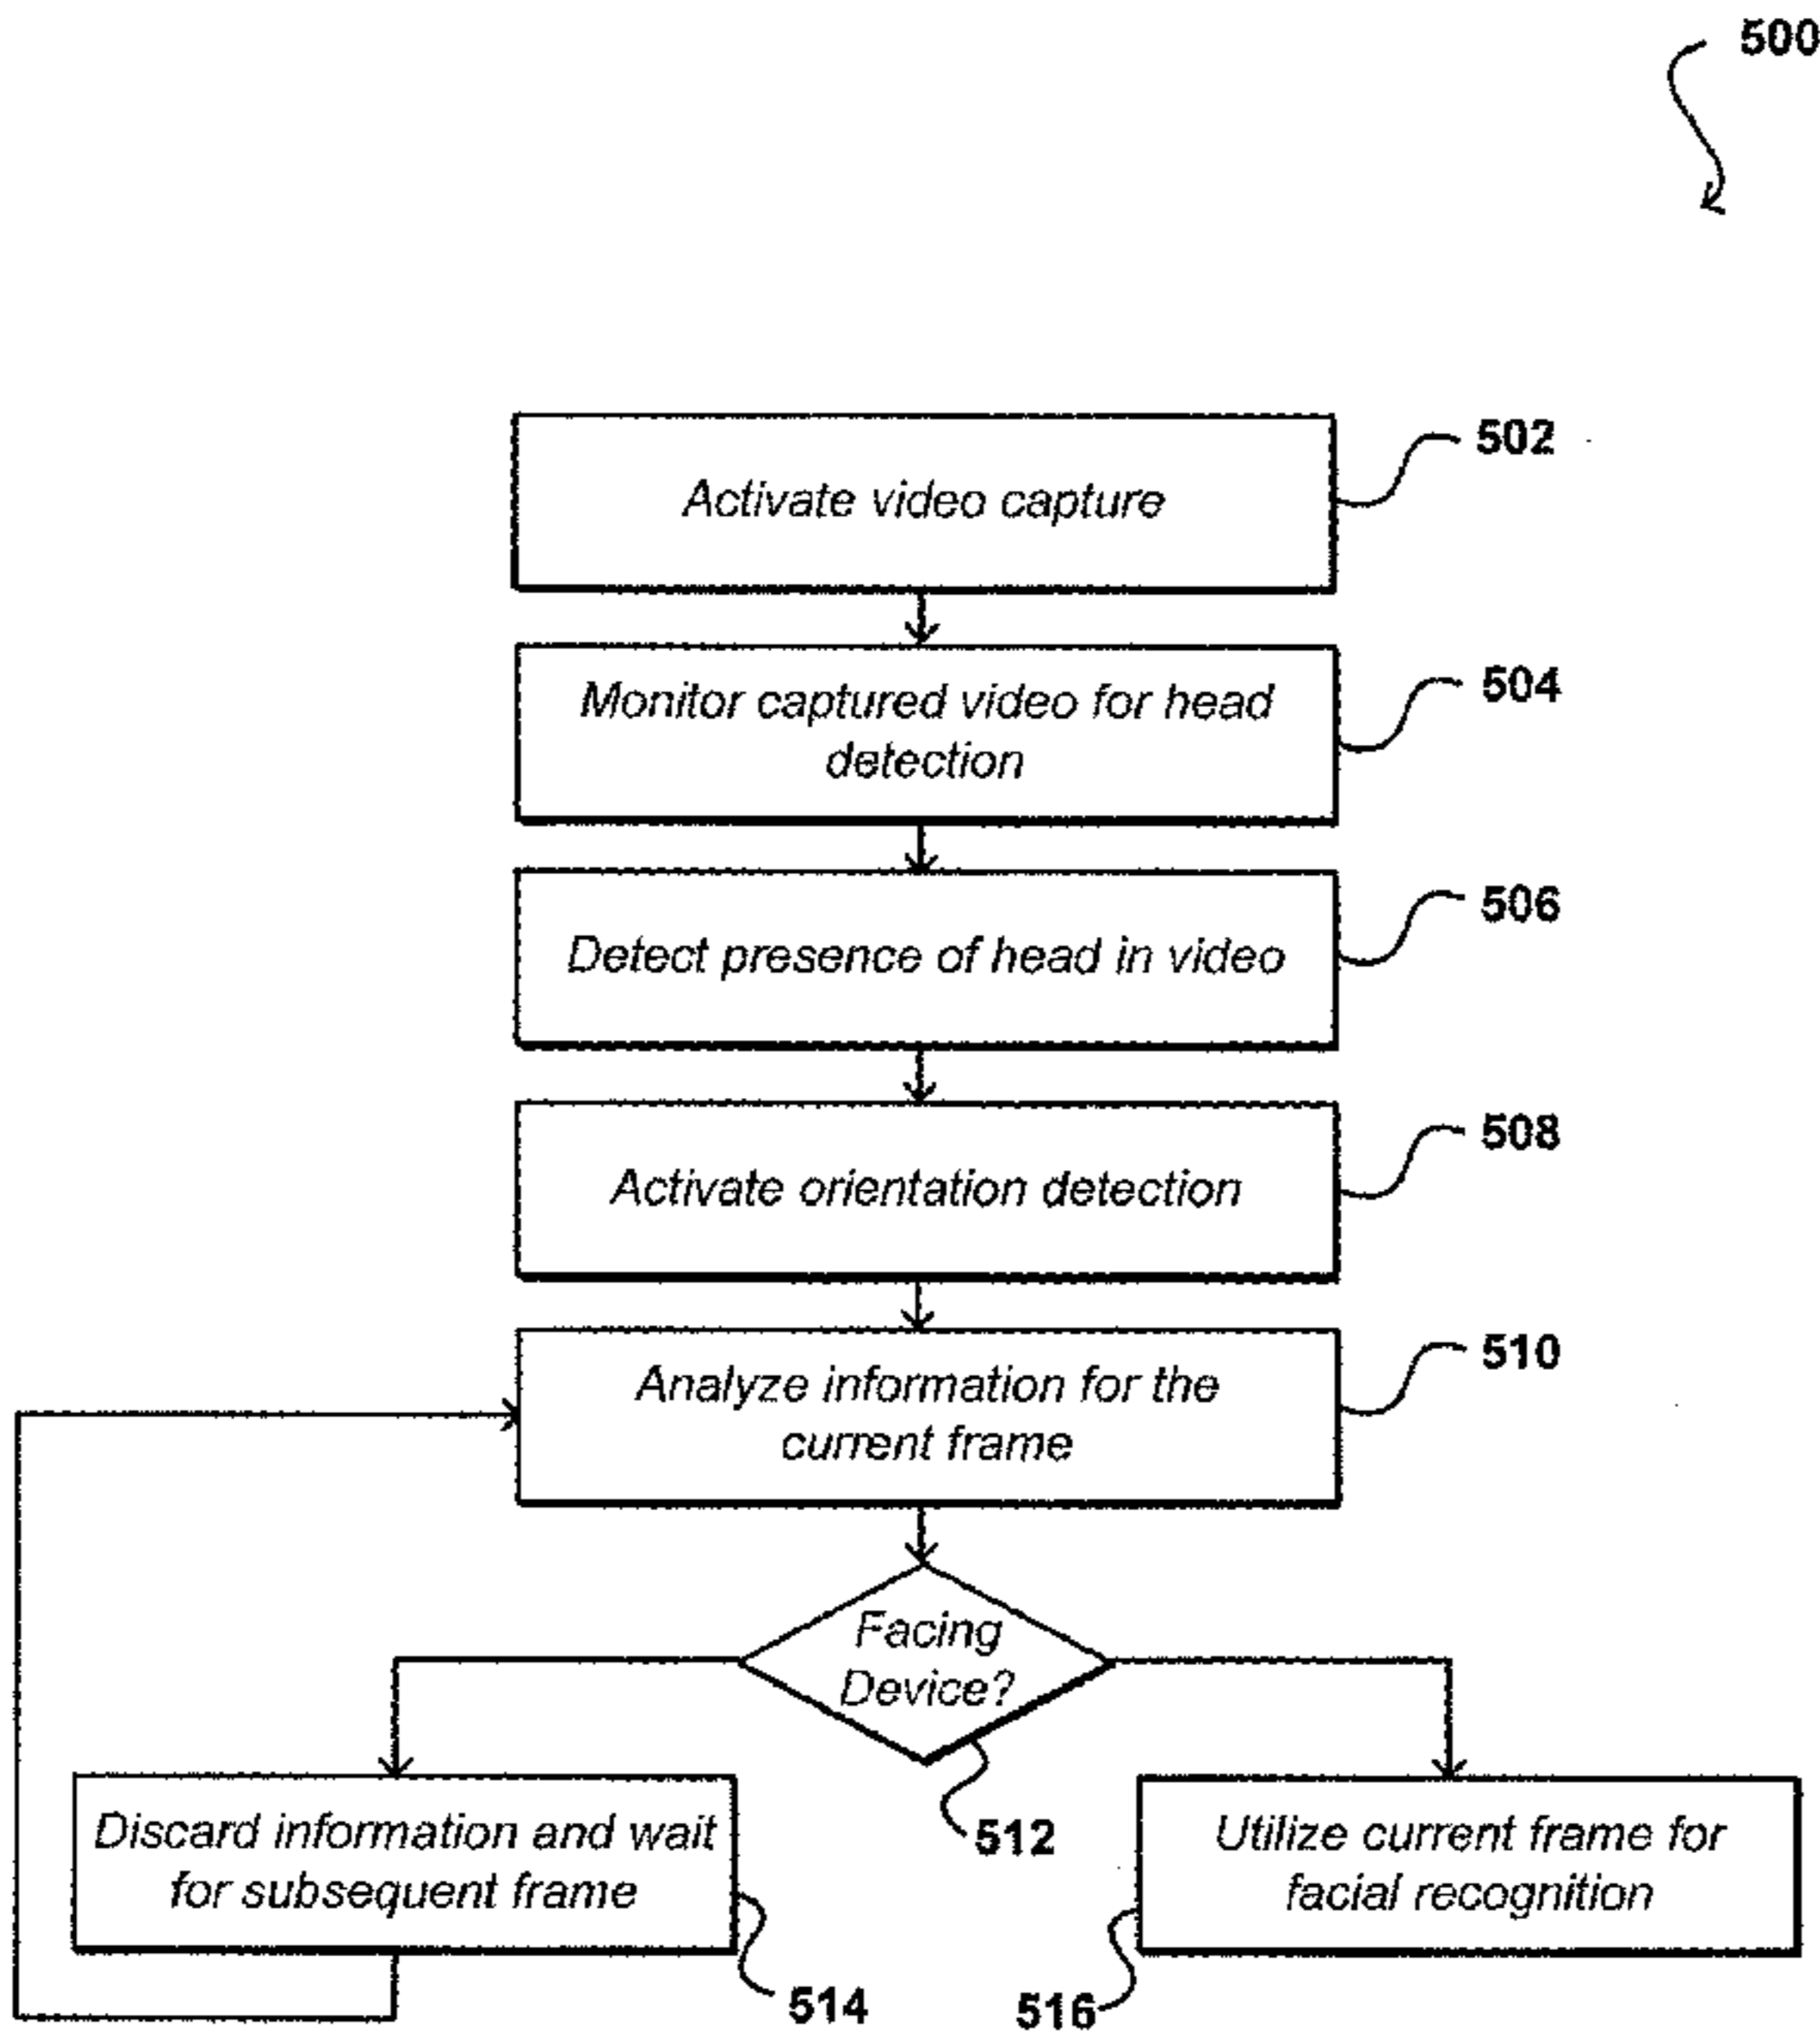 500
Activate video capture
502
Monitor captured video for head
detection
504
Detect presence of head in video
506
Activate orientation detection
508
Analyze information for the
current frame
510
Facing
Device?
512
Discard information and wait
for subsequent frame
514
Utilize current frame for
facial recognition
516